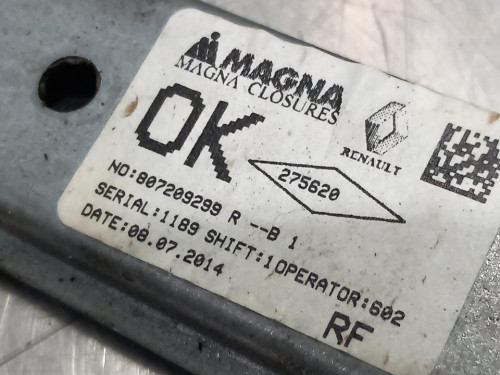 MAGNA
MAGNA CLOSURES
OK
RENAULT
275620
NO:807209299 R --B 1
SERIAL:1189 SHIFT:1OPERATOR:602
DATE:08.07.2014
RF